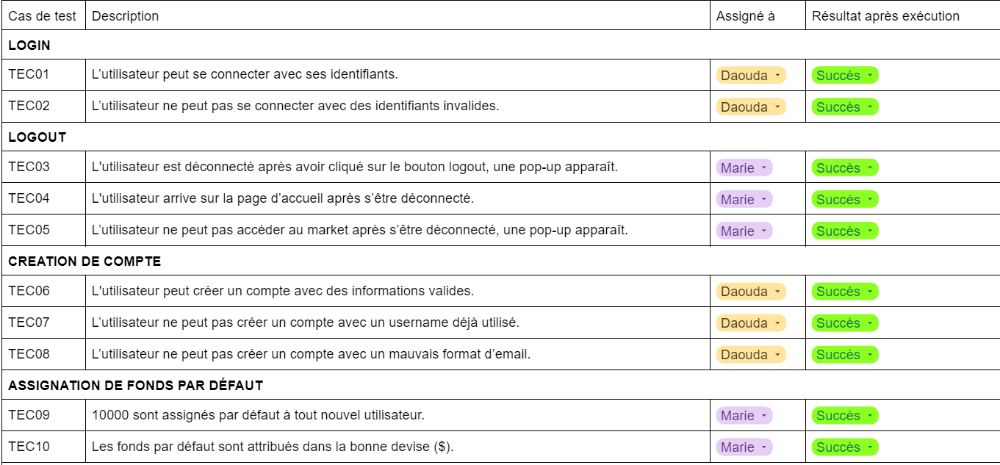 Cas de test Description Assigné à Résultat après exécution
LOGIN
TEC01 L’utilisateur peut se connecter avec ses identifiants. Daouda Succès
TEC02 L’utilisateur ne peut pas se connecter avec des identifiants invalides. Daouda Succès
LOGOUT
TEC03 L'utilisateur est déconnecté après avoir cliqué sur le bouton logout, une pop-up apparaît. Marie Succès
TEC04 L'utilisateur arrive sur la page d’accueil après s’être déconnecté. Marie Succès
TEC05 L’utilisateur ne peut pas accéder au market après s’être déconnecté, une pop-up apparaît. Marie Succès
CREATION DE COMPTE
TEC06 L'utilisateur peut créer un compte avec des informations valides. Daouda Succès
TEC07 L’utilisateur ne peut pas créer un compte avec un username déjà utilisé. Daouda Succès
TEC08 L’utilisateur ne peut pas créer un compte avec un mauvais format d’email. Daouda Succès
ASSIGNATION DE FONDS PAR DÉFAUT
TEC09 10000 sont assignés par défaut à tout nouvel utilisateur. Marie Succès
TEC10 Les fonds par défaut sont attribués dans la bonne devise ($). Marie Succès